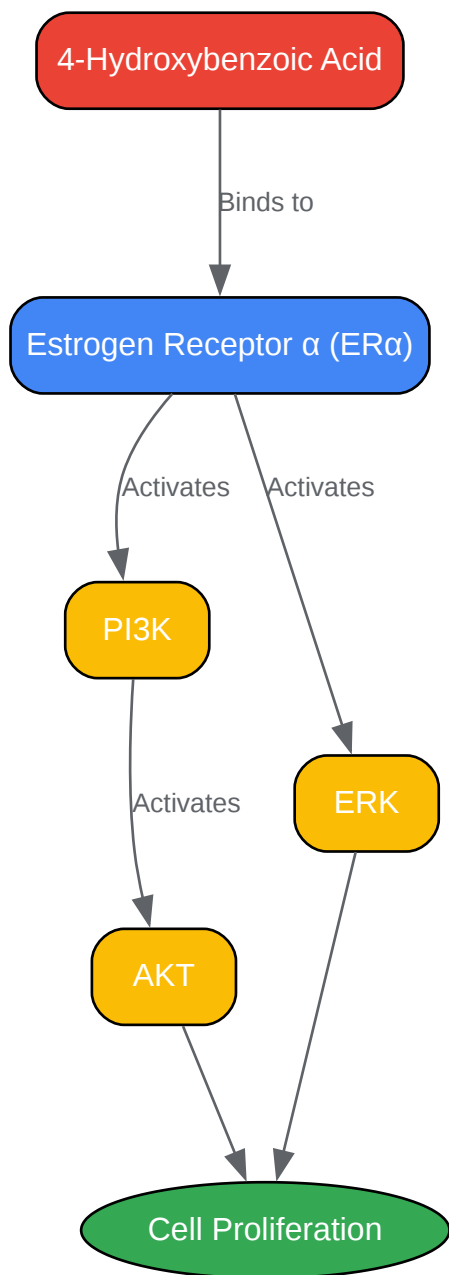 4-Hydroxybenzoic Acid
Binds to
Estrogen Receptor α (ERα)
Activates
Activates
PI3K
Activates
ERK
AKT
Cell Proliferation